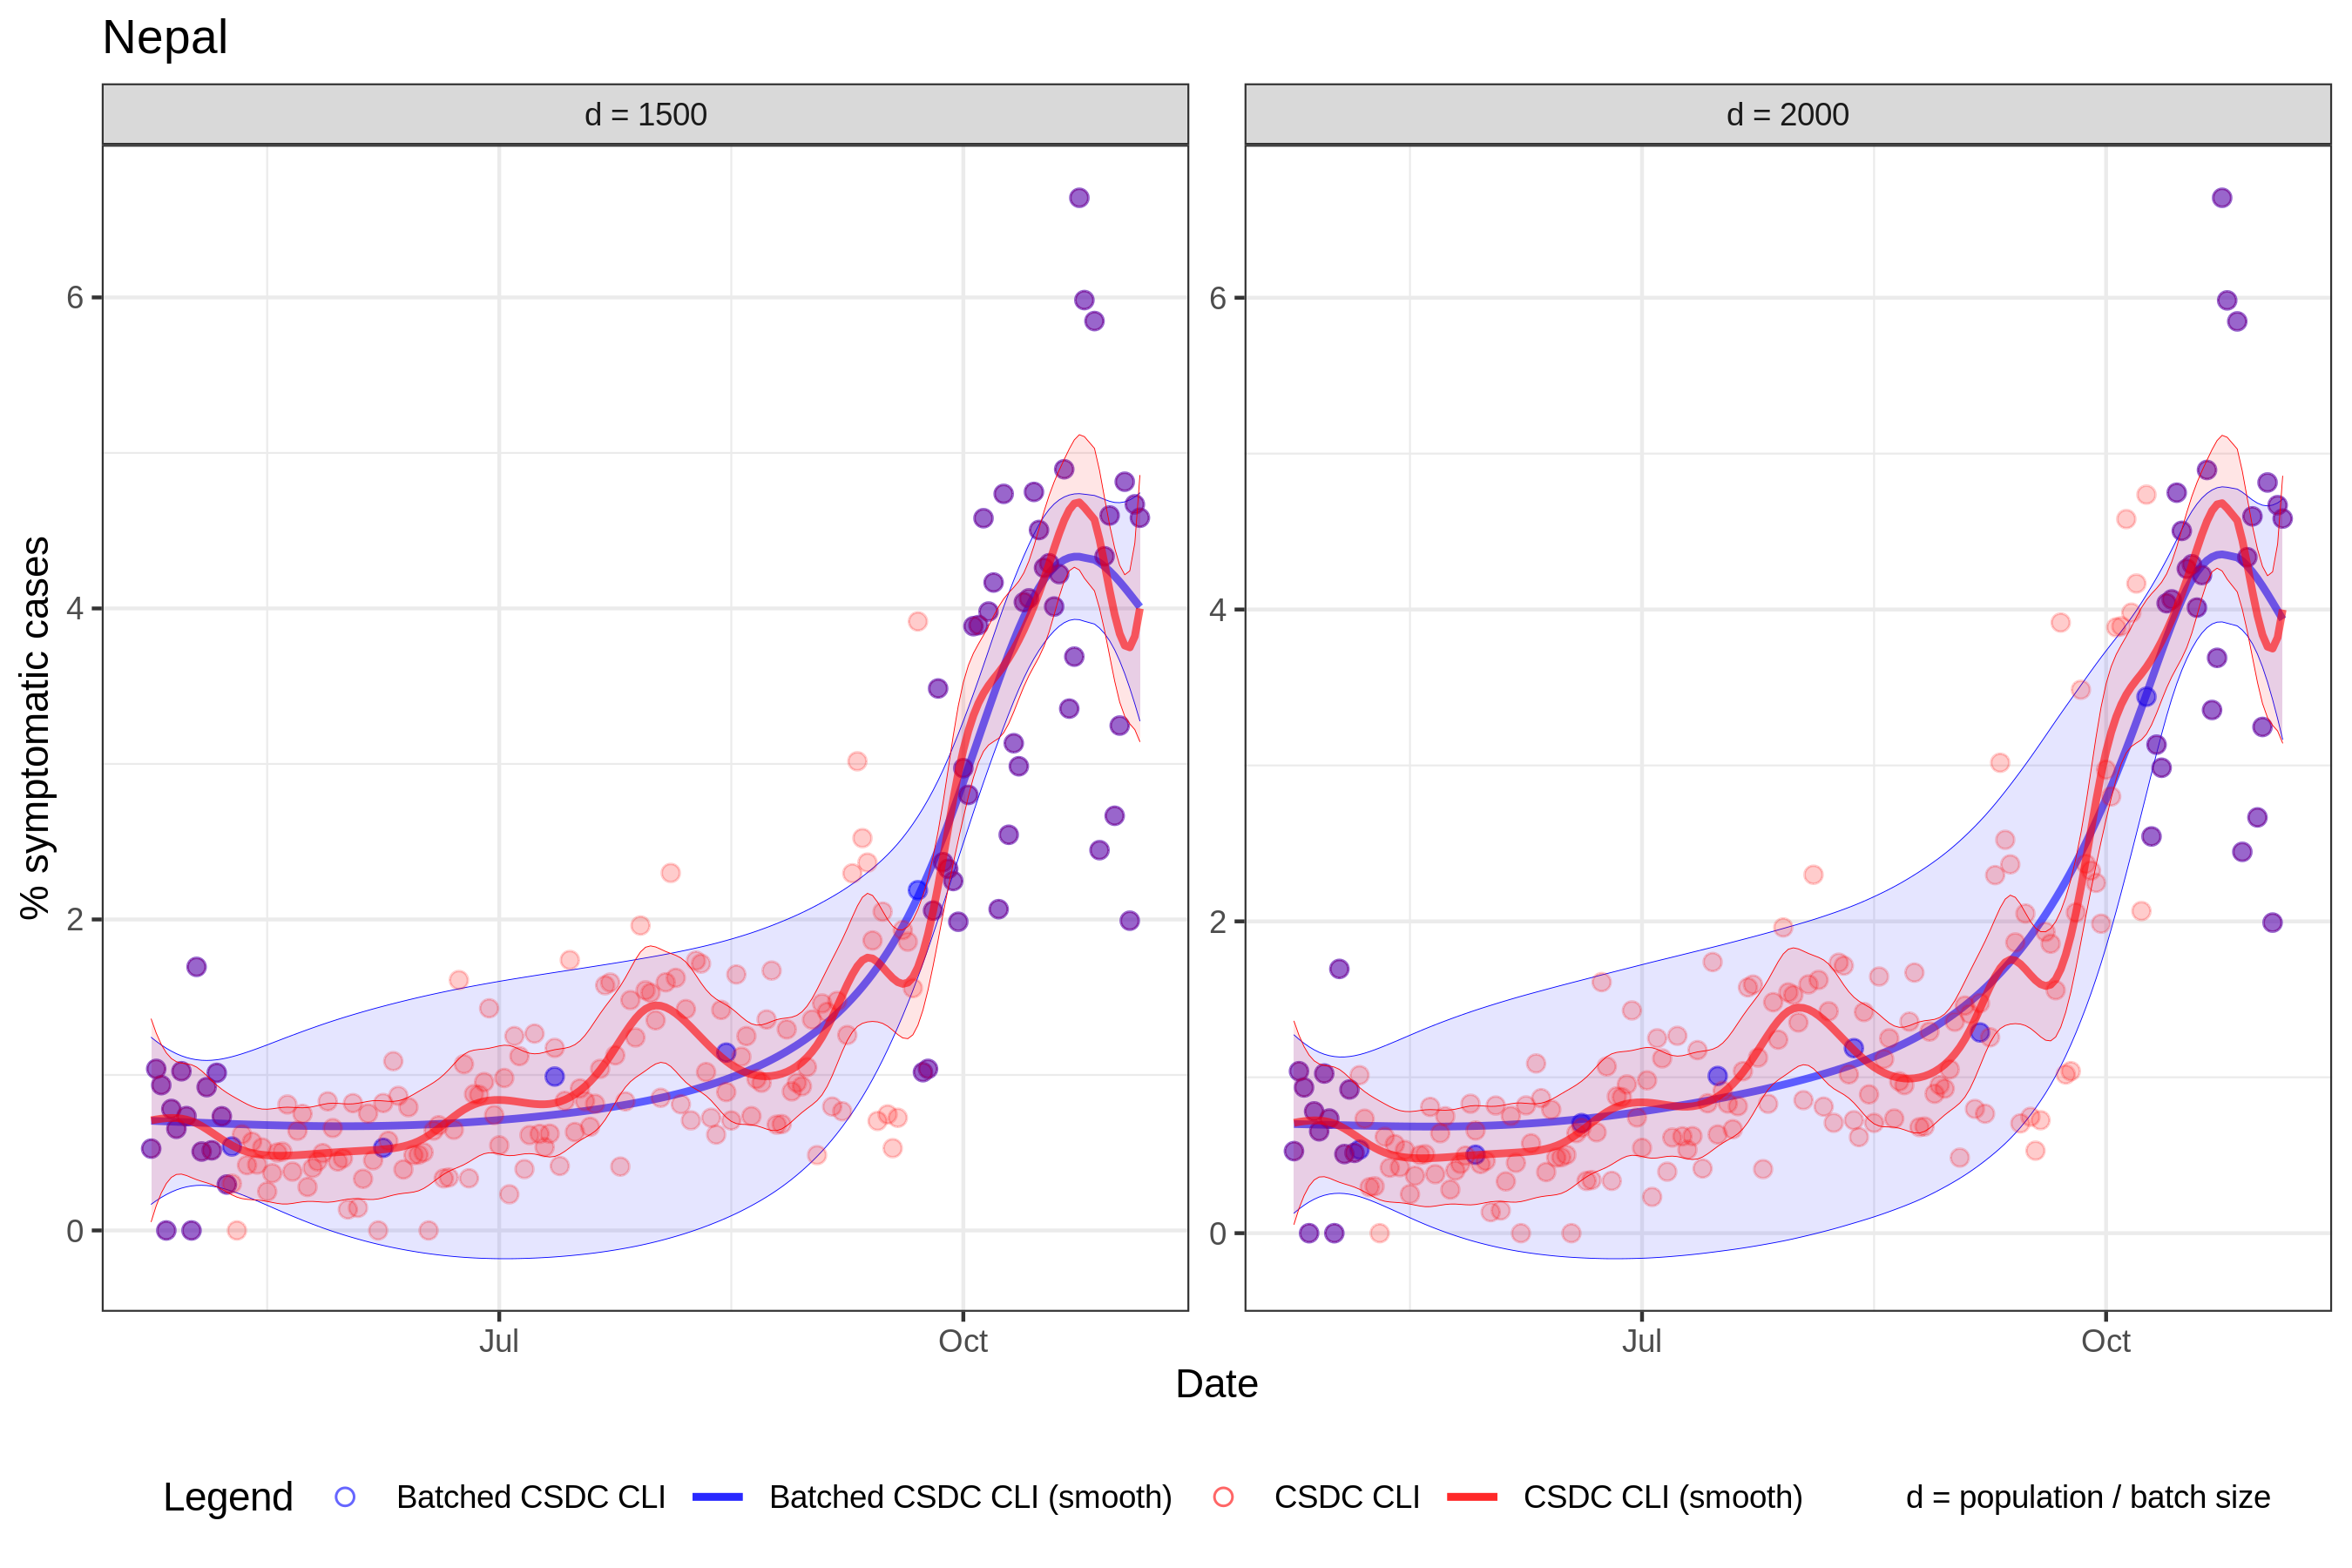 Nepal
d = 1500
d = 2000
% symptomatic cases
6
4
2
0
6
4
2
0
Jul
Oct
Jul
Oct
Date
Legend
Batched CSDC CLI
Batched CSDC CLI (smooth)
CSDC CLI
CSDC CLI (smooth)
d = population / batch size